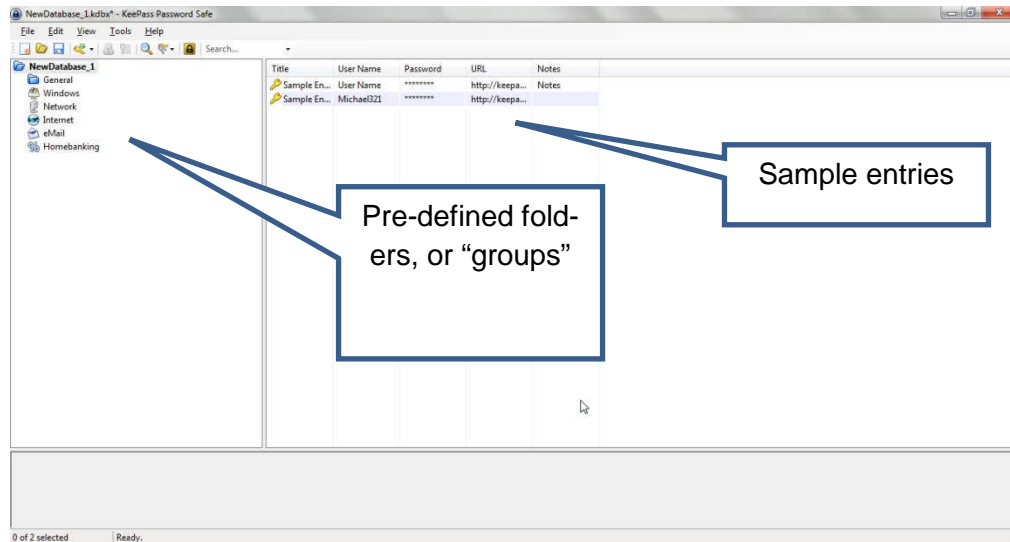 NewDatabase_1.kdbx* - KeePass Password Safe
File Edit View Tools Help
Search...
NewDatabase_1
General
Windows
Network
Internet
eMail
Homebanking
Title User Name Password URL Notes
Sample En... User Name ******** http://keepa... Notes
Sample En... Michael321 ******** http://keepa...
Sample entries
Pre-defined fold-
ers, or “groups”
0 of 2 selected Ready.